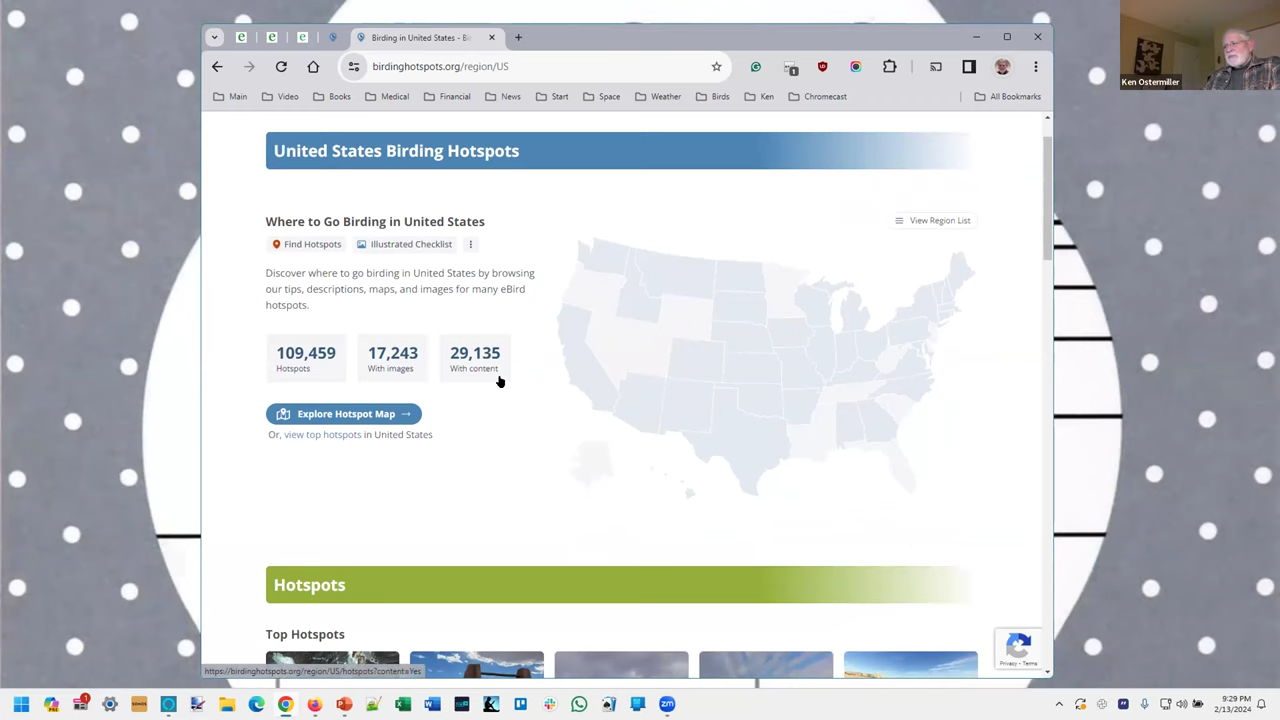 Birding in United States - Bi
birdinghotspots.org/region/US
1
Main
Video
Books
Medical
Financial
News
Start
Space
Weather
Birds
Ken
Chromecast
All Bookmarks
Ken Ostermiller
United States Birding Hotspots
Where to Go Birding in United States
View Region List
Find Hotspots
Illustrated Checklist
Discover where to go birding in United States by browsing
our tips, descriptions, maps, and images for many eBird
hotspots.
109,459
Hotspots
17,243
With images
29,135
With content
Explore Hotspot Map →
Or, view top hotspots in United States
Hotspots
Top Hotspots
Privacy - Terms
https://birdinghotspots.org/region/US/hotspots?content=Yes
9:29 PM
2/13/2024